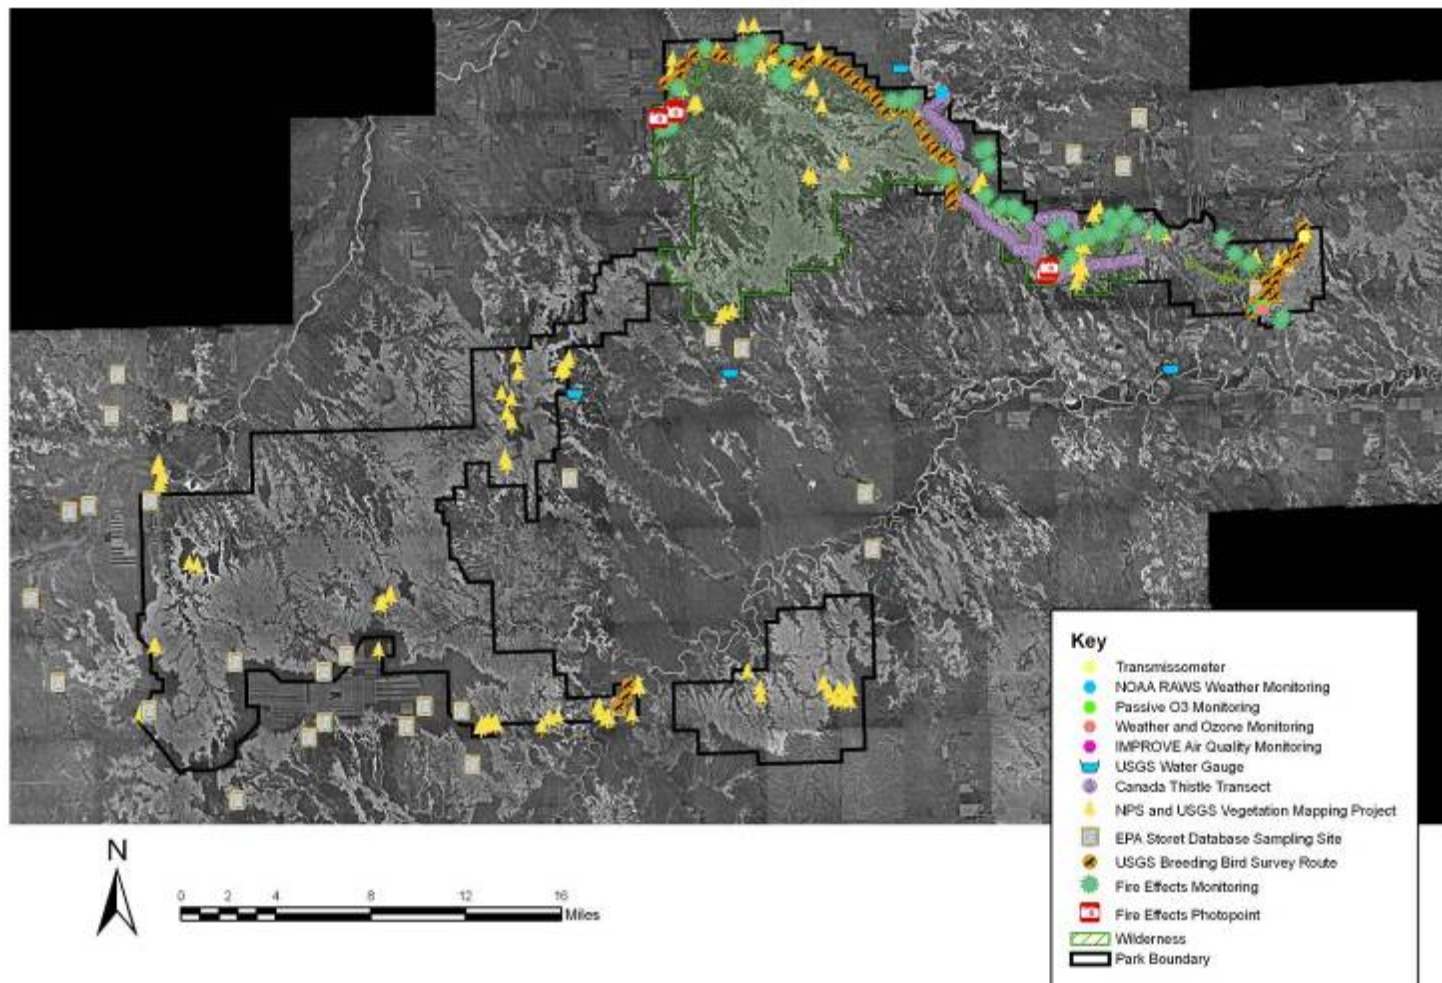 Key
Transmissometer
NOAA RAWS Weather Monitoring
Passive O3 Monitoring
Weather and Ozone Monitoring
IMPROVE Air Quality Monitoring
USGS Water Gauge
Canada Thistle Transect
NPS and USGS Vegetation Mapping Project
EPA Storet Database Sampling Site
USGS Breeding Bird Survey Route
Fire Effects Monitoring
Fire Effects Photopoint
Wilderness
Park Boundary
N
0 2 4 8 12 16
Miles